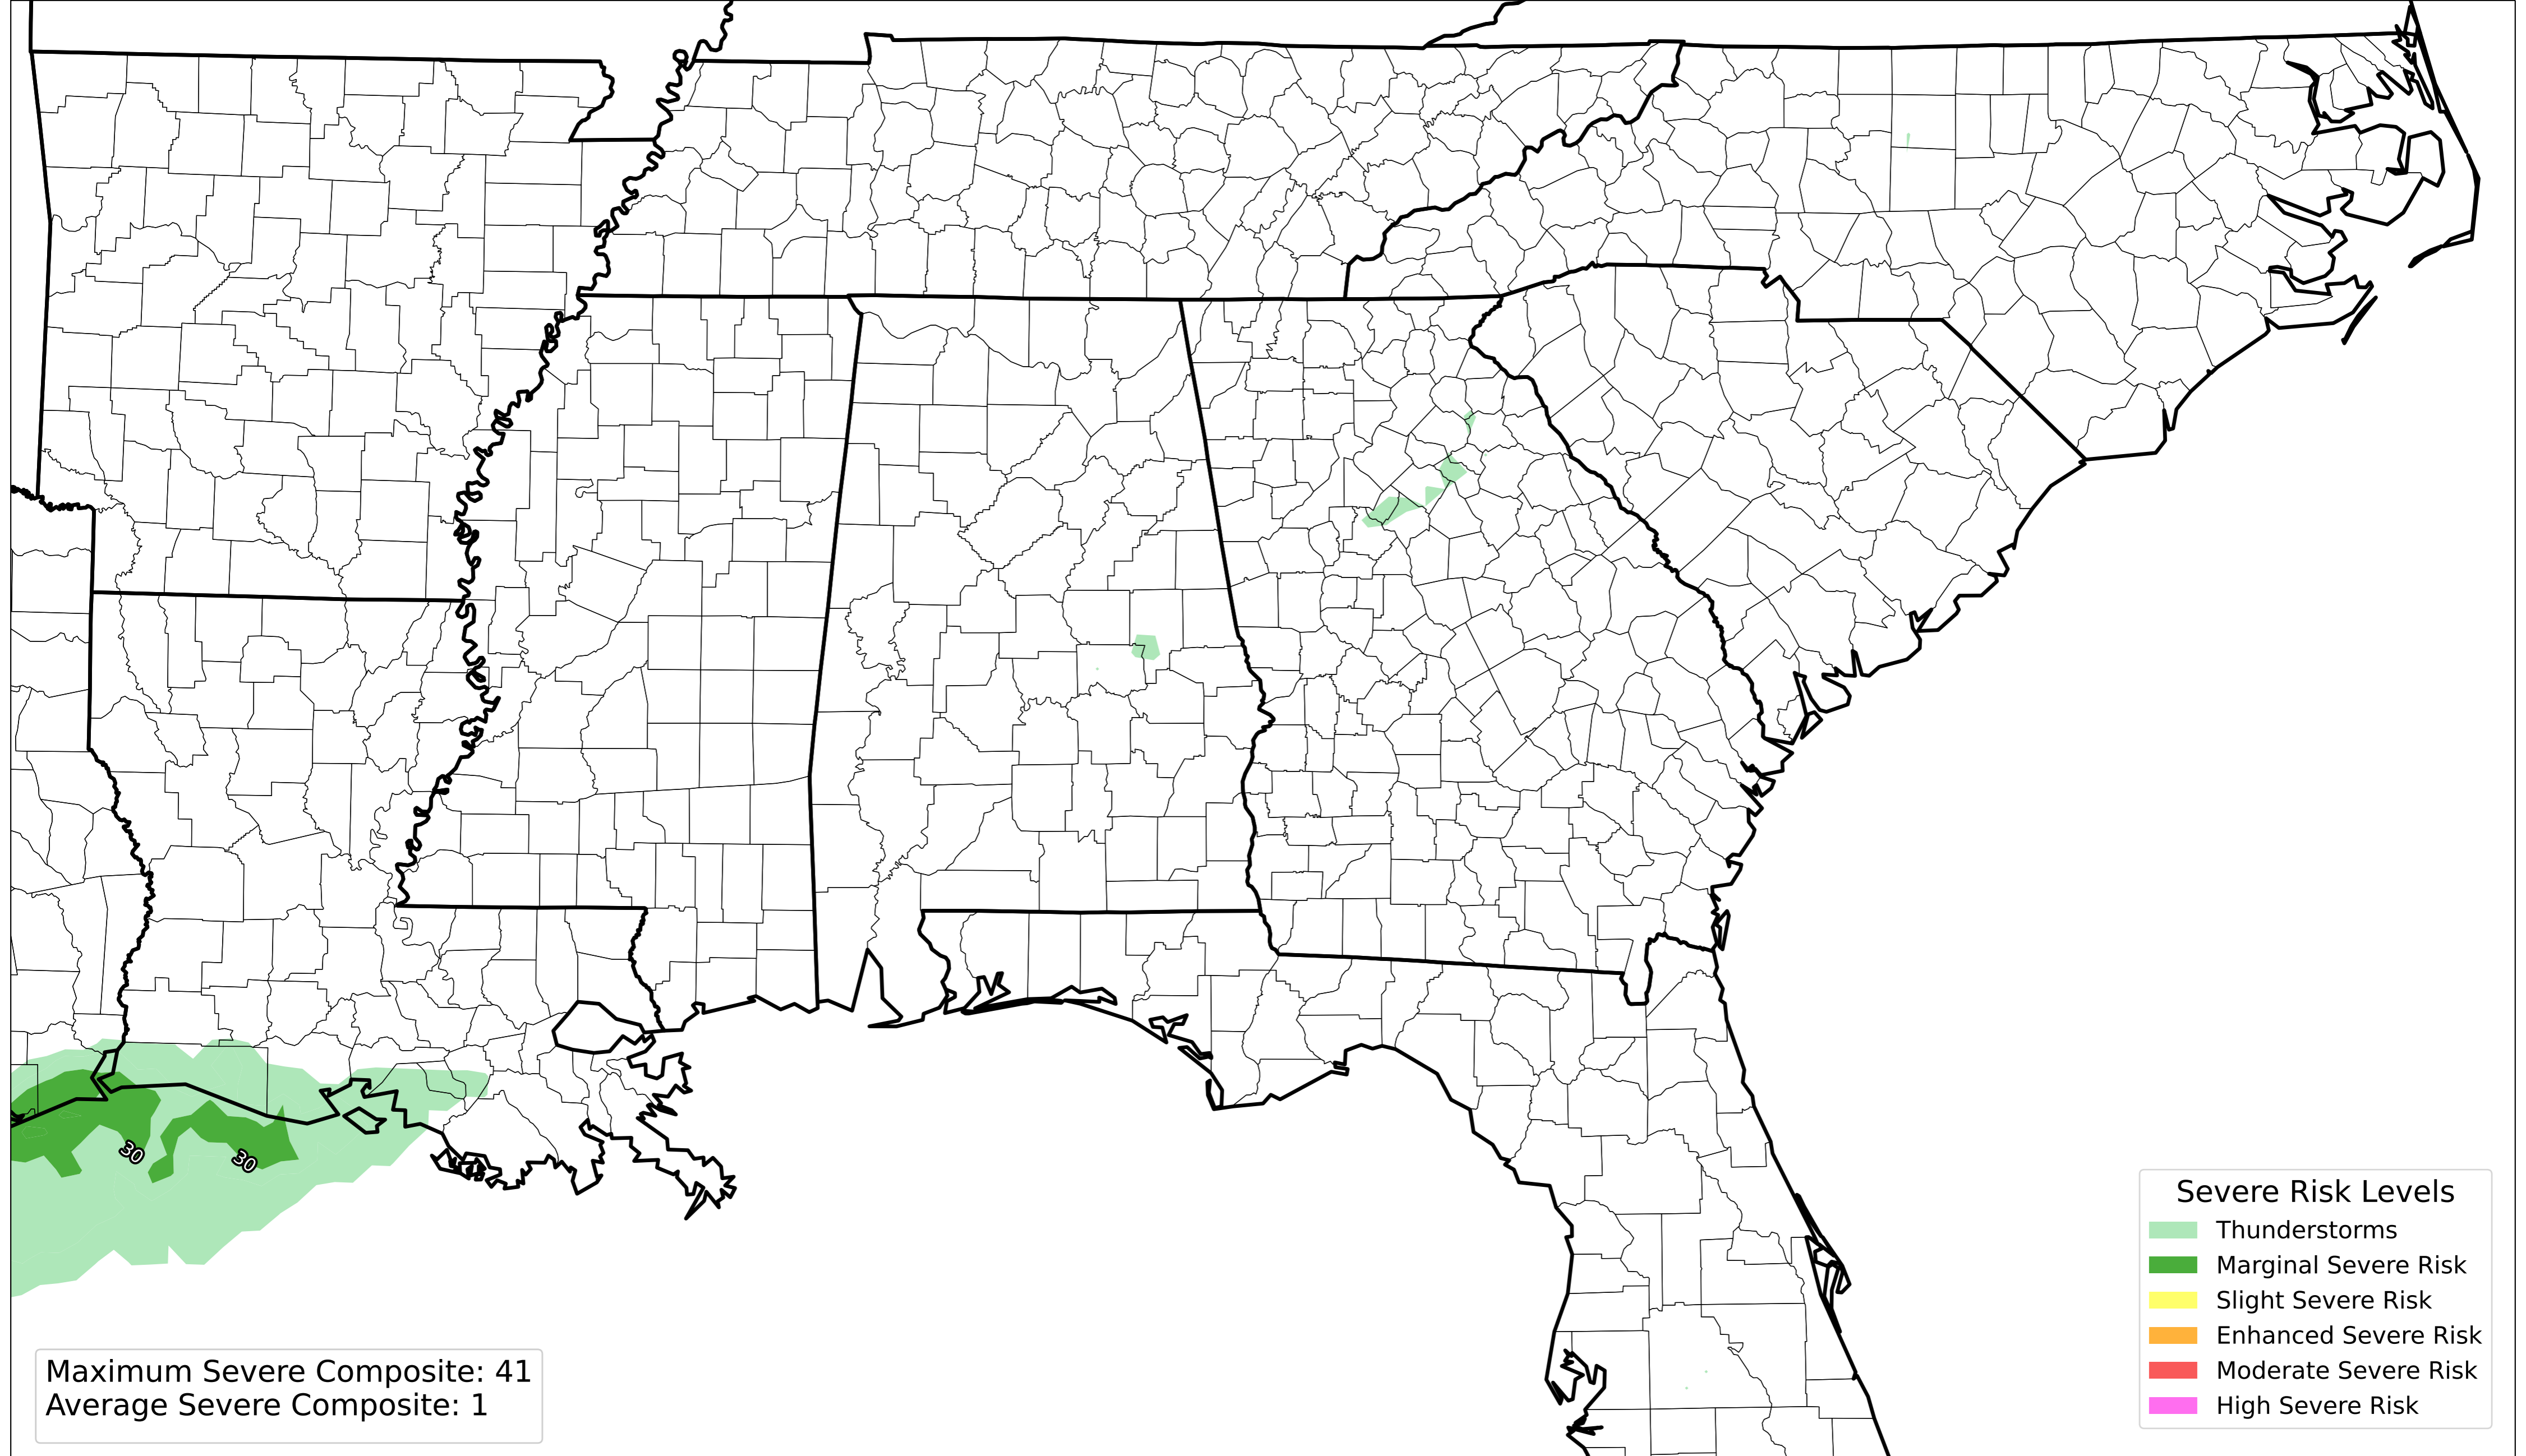 30
30
Severe Risk Levels
Thunderstorms
Marginal Severe Risk
Slight Severe Risk
Enhanced Severe Risk
Moderate Severe Risk
High Severe Risk
Maximum Severe Composite: 41
Average Severe Composite: 1